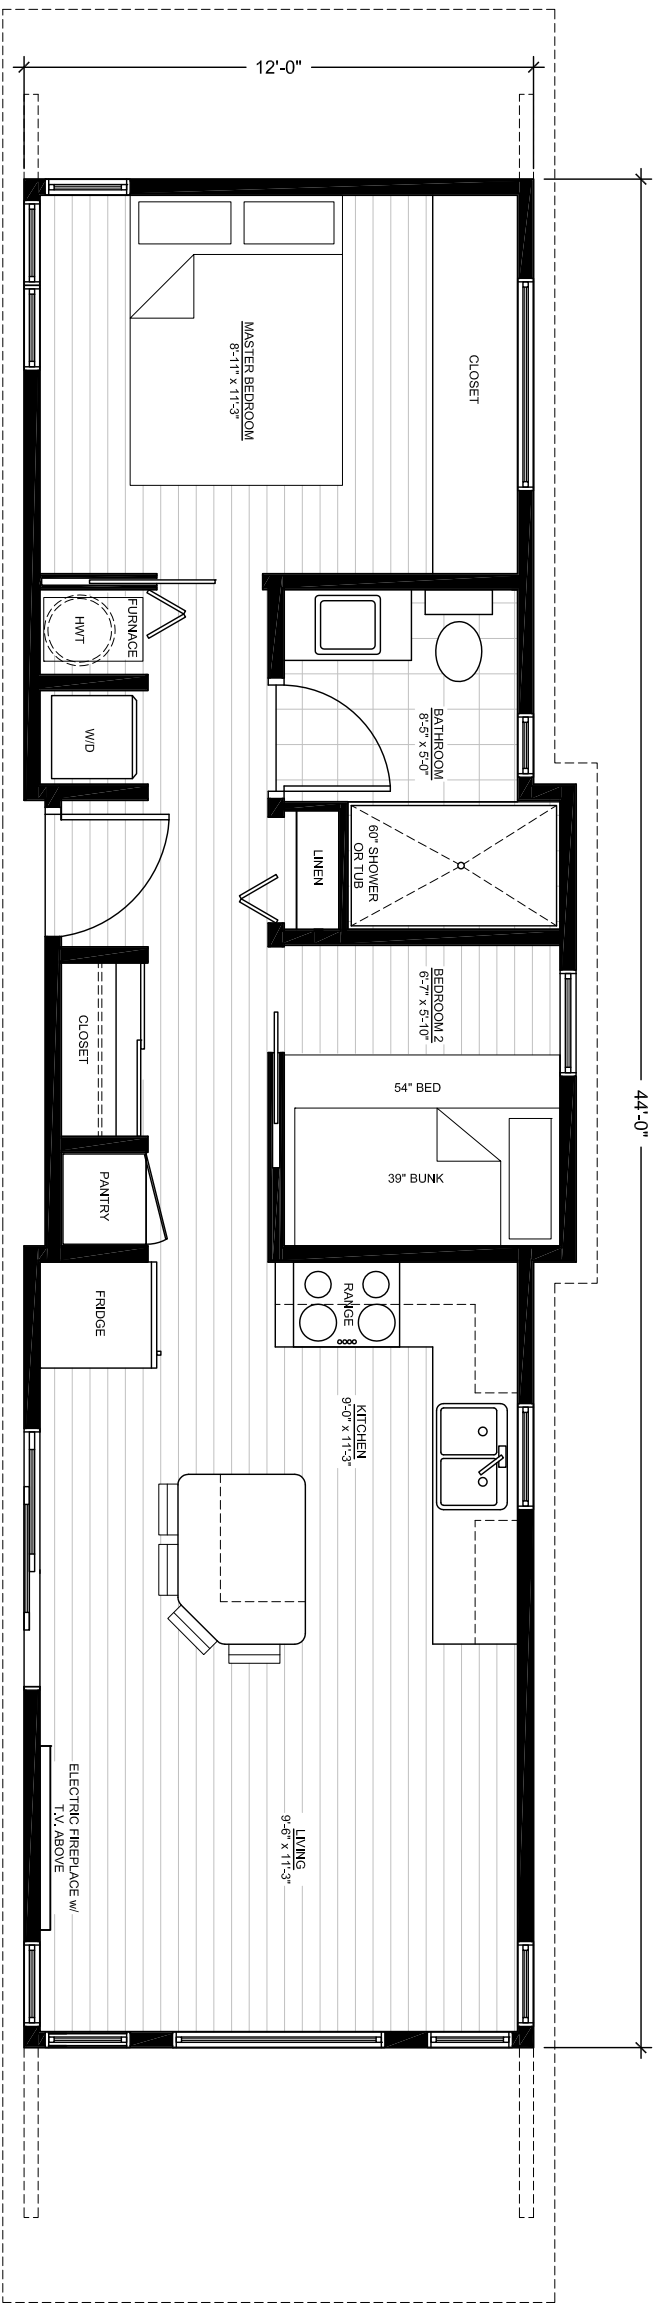 12'-0"
44'-0"
CLOSET
MASTER BEDROOM
8'-11" x 11'-3"
FURNACE
HWT
BATHROOM
8'-5" x 5'-0"
W/D
60" SHOWER
OR TUB
LINEN
BEDROOM 2
6'-7" x 5'-10"
CLOSET
54" BED
39" BUNK
PANTRY
FRIDGE
RANGE
KITCHEN
9'-0" x 11'-3"
LIVING
9'-6" x 11'-3"
ELECTRIC FIREPLACE w/
T.V. ABOVE